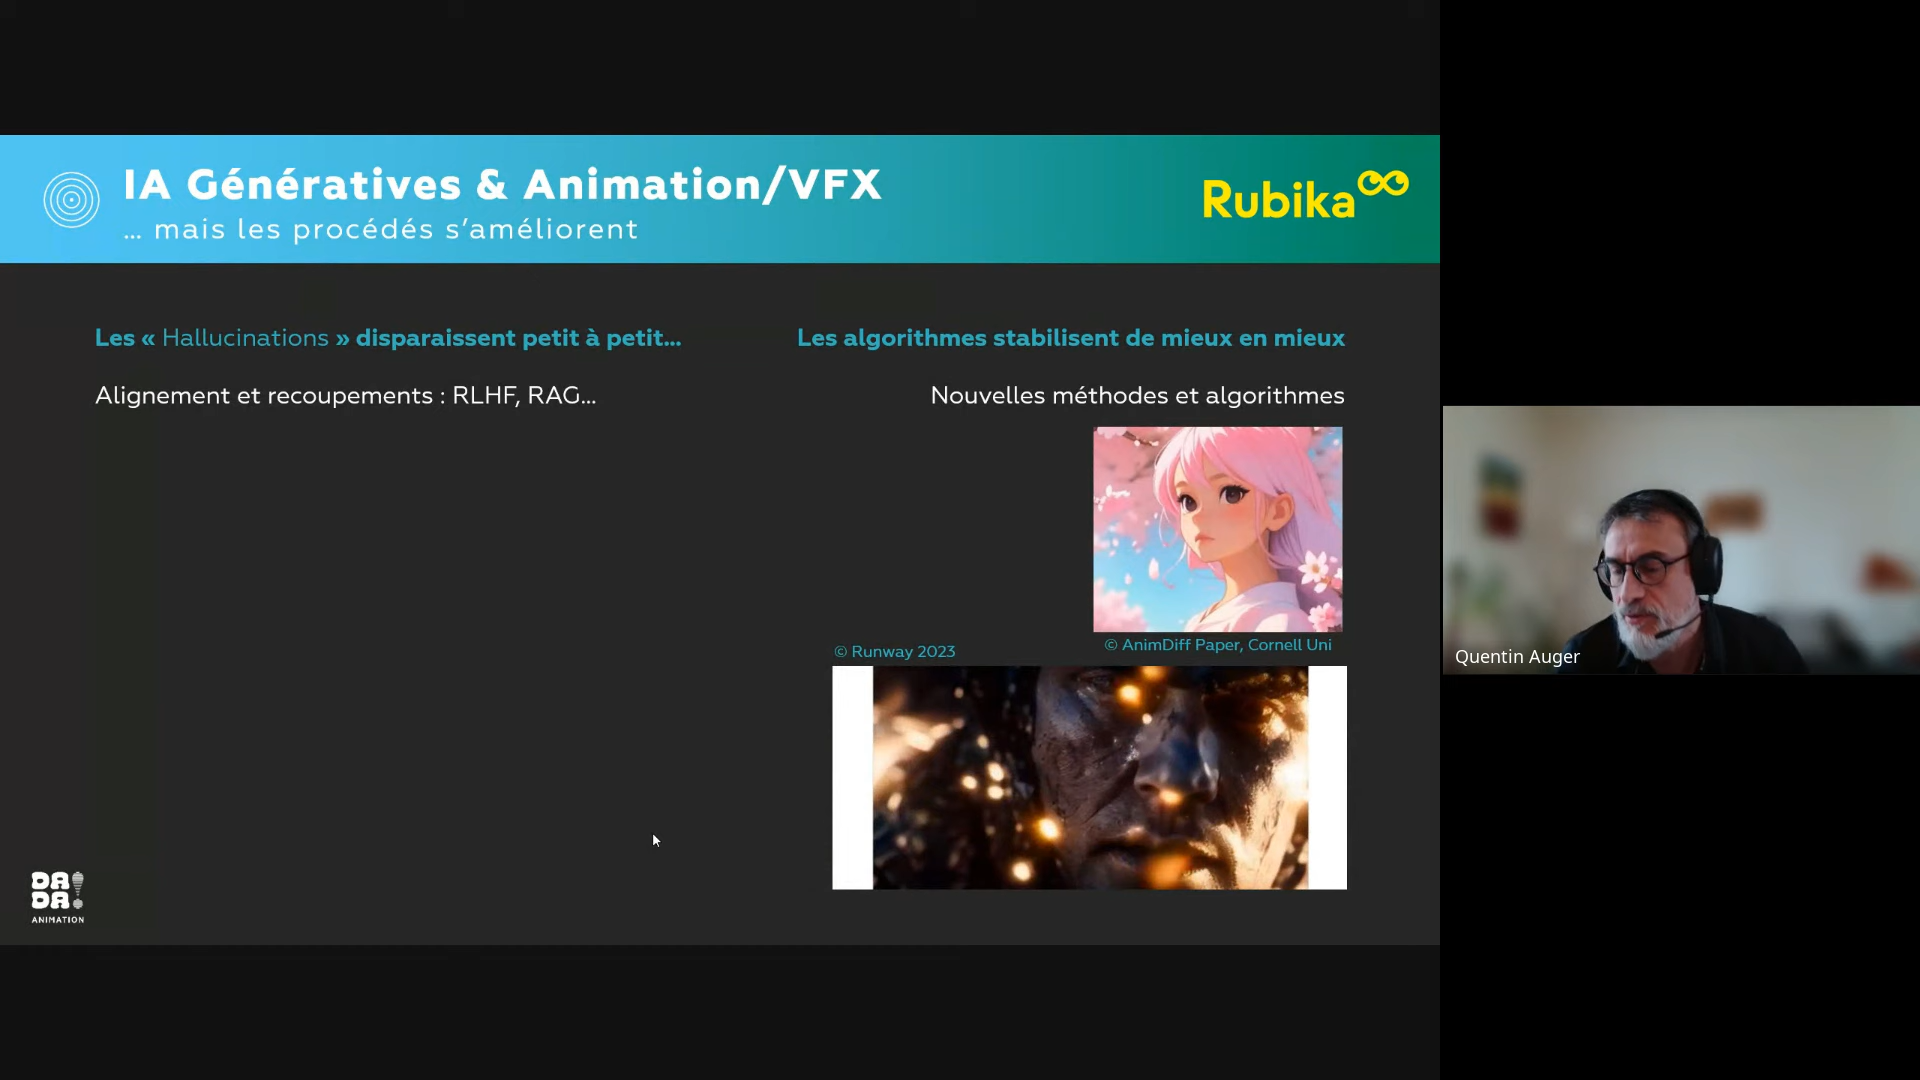 IA Génératives & Animation/VFX
… mais les procédés s’améliorent
Rubika
Les « Hallucinations » disparaissent petit à petit…
Alignement et recoupements : RLHF, RAG…
Les algorithmes stabilisent de mieux en mieux
Nouvelles méthodes et algorithmes
© AnimDiff Paper, Cornell Uni
© Runway 2023
Quentin Auger
DA
DA!
ANIMATION